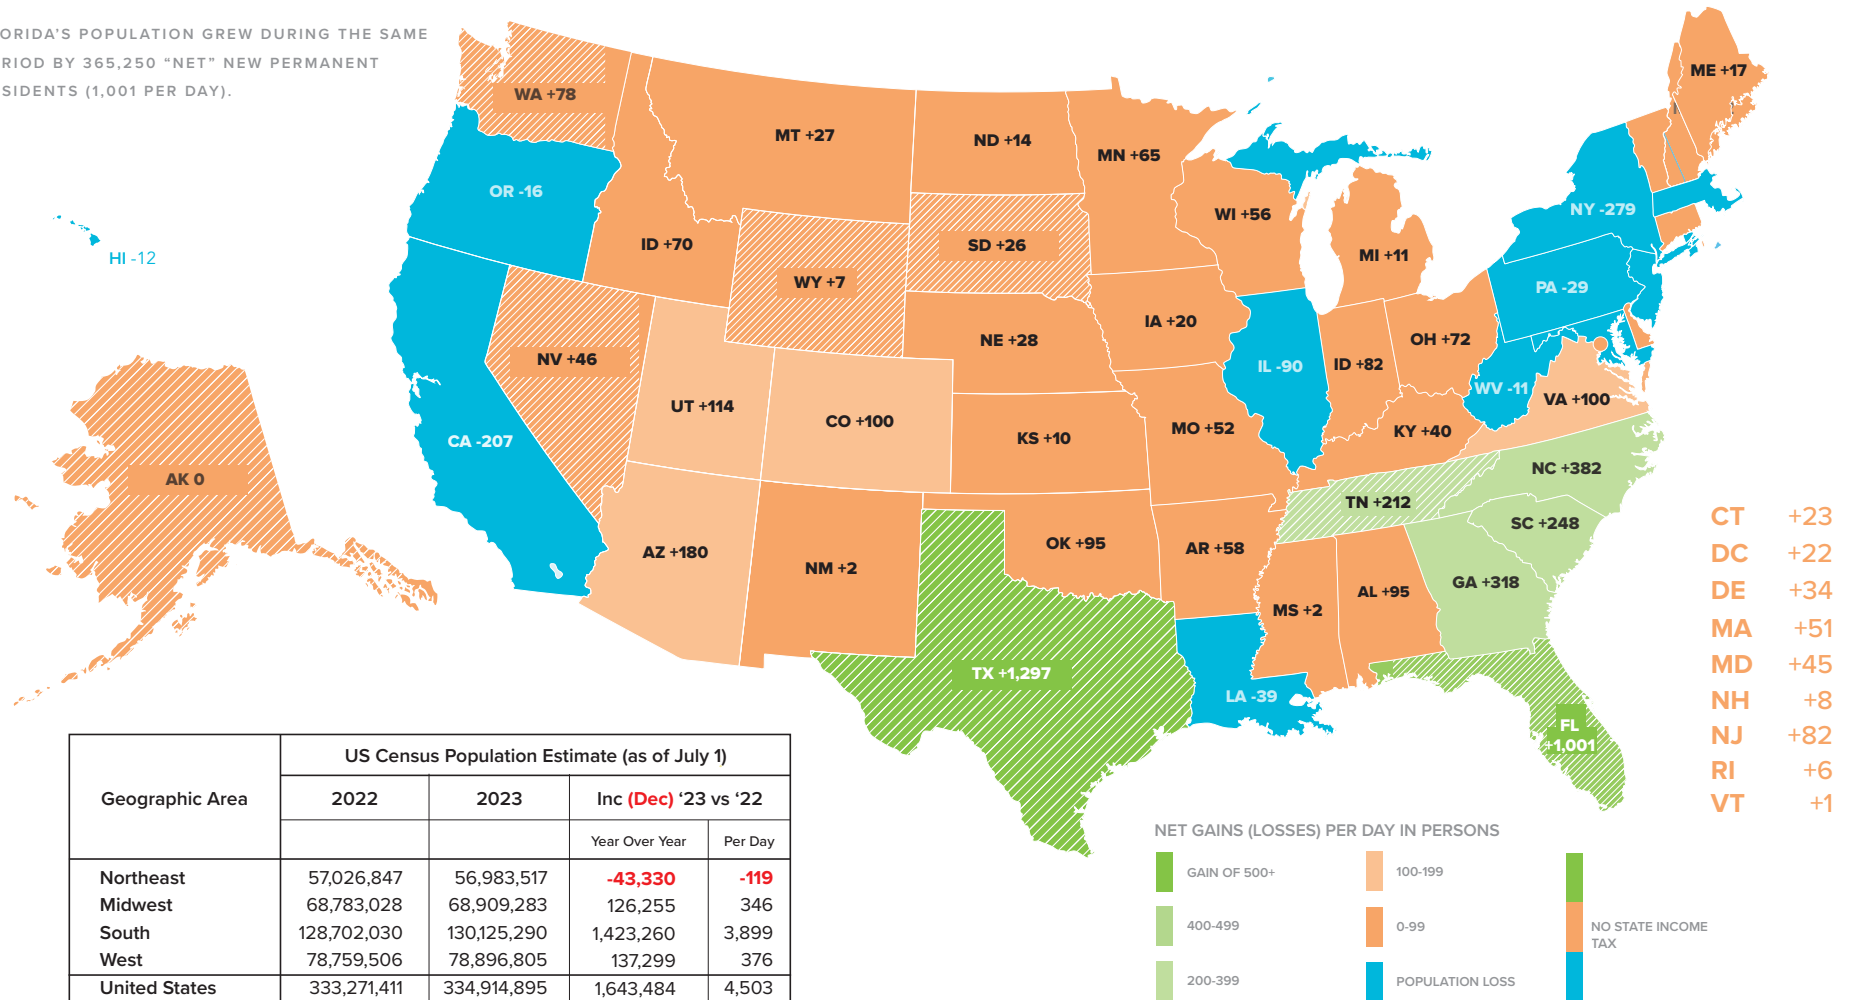 ORIDA'S POPULATION GREW DURING THE SAME
RIOD BY 365,250 “NET” NEW PERMANENT
SIDENTS (1,001 PER DAY).
WA +78
MT +27
ND +14
MN +65
ME +17
OR -16
ID +70
WY +7
SD +26
WI +56
MI +11
NY -279
HI -12
PA -29
NV +46
NE +28
IA +20
IL -90
ID +82
OH +72
WV -11
VA +100
UT +114
CO +100
KS +10
MO +52
KY +40
CA -207
NC +382
AK 0
TN +212
SC +248
AZ +180
NM +2
OK +95
AR +58
MS +2
AL +95
GA +318
TX +1,297
LA -39
FL
+1,001
CT +23
DC +22
DE +34
MA +51
MD +45
NH +8
NJ +82
RI +6
VT +1
US Census Population Estimate (as of July 1)
Geographic Area 2022 2023 Inc (Dec) ‘23 vs ‘22
Year Over Year Per Day
Northeast 57,026,847 56,983,517 -43,330 -119
Midwest 68,783,028 68,909,283 126,255 346
South 128,702,030 130,125,290 1,423,260 3,899
West 78,759,506 78,896,805 137,299 376
United States 333,271,411 334,914,895 1,643,484 4,503
NET GAINS (LOSSES) PER DAY IN PERSONS
GAIN OF 500+
400-499
200-399
100-199
0-99
POPULATION LOSS
NO STATE INCOME
TAX